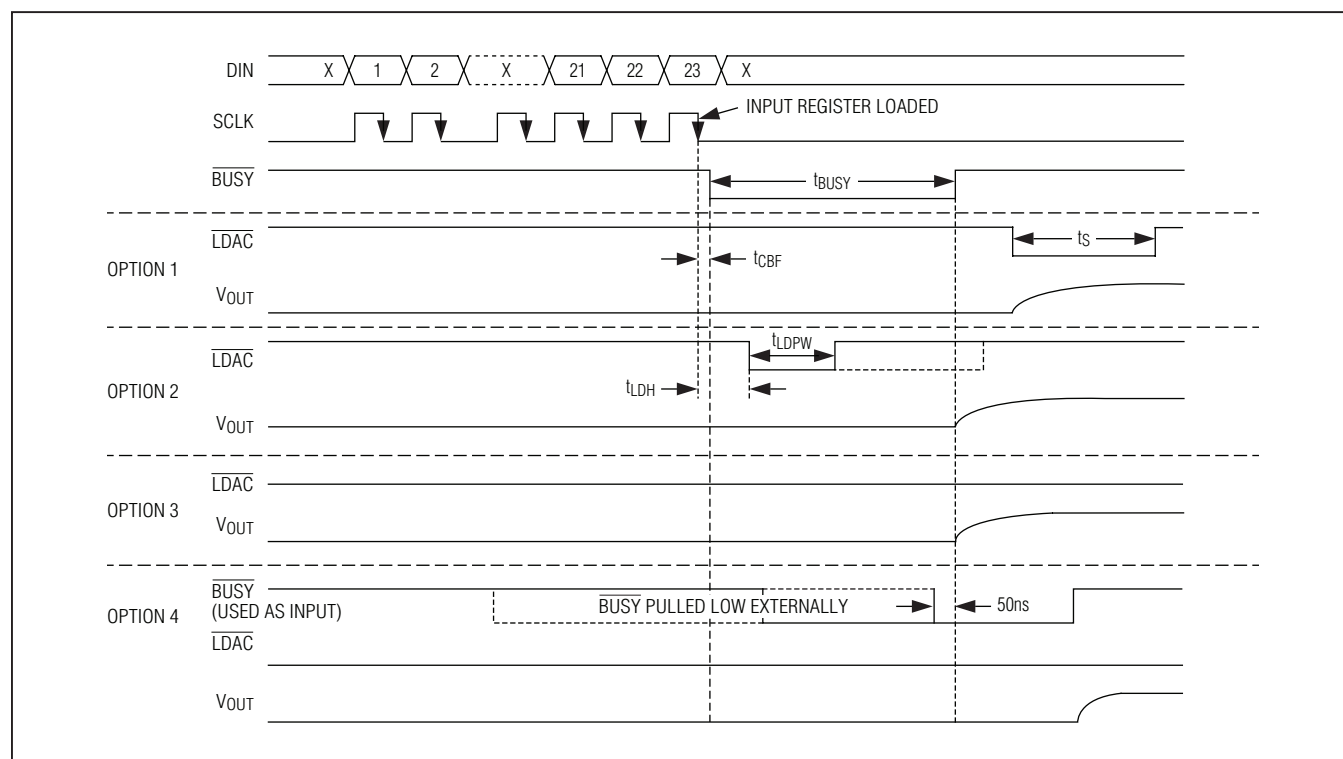 DIN X 1 2 X 21 22 23 X
SCLK INPUT REGISTER LOADED
BUSY tBUSY
LDAC tS
OPTION 1 tCBF
VOUT
LDAC tLDPW
OPTION 2 tLDH
VOUT
LDAC
OPTION 3
VOUT
BUSY
OPTION 4 (USED AS INPUT) BUSY PULLED LOW EXTERNALLY 50ns
LDAC
VOUT